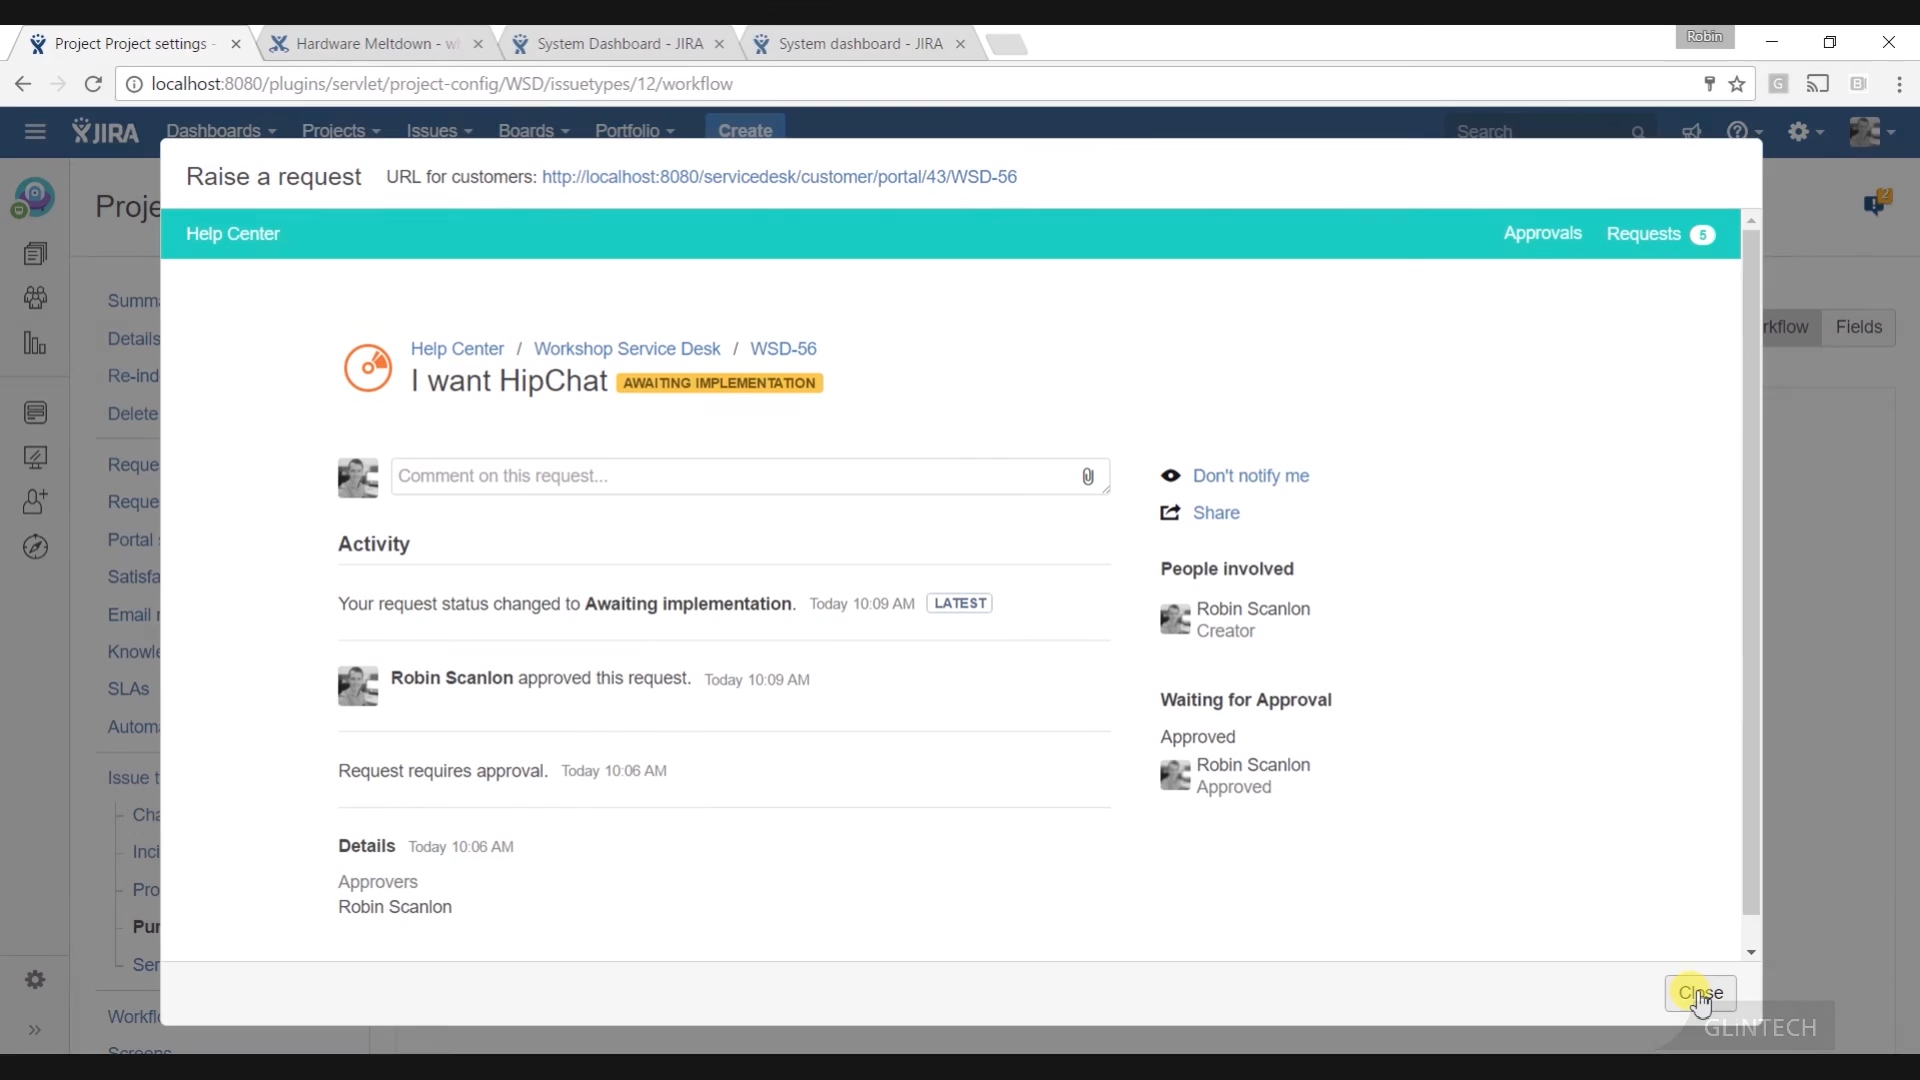 Robin
Project Project settings -
Hardware Meltdown - w
System Dashboard - JIRA
System dashboard - JIRA
localhost:8080/plugins/servlet/project-config/WSD/issuetypes/12/workflow
JIRA Dashboards Projects Issues Boards Portfolio Create Search
Raise a request URL for customers: http://localhost:8080/servicedesk/customer/portal/43/WSD-56
Proje
2
Help Center Approvals Requests 5
Summa
Details
Re-ind
Delete
rkflow Fields
Help Center / Workshop Service Desk / WSD-56
I want HipChat AWAITING IMPLEMENTATION
Reque
Reque
Portal
Satisfa
Email
Knowle
SLAs
Automa
Comment on this request...
Don't notify me
Share
Activity
Your request status changed to Awaiting implementation. Today 10:09 AM LATEST
Robin Scanlon approved this request. Today 10:09 AM
Request requires approval. Today 10:06 AM
Details Today 10:06 AM
Approvers
Robin Scanlon
People involved
Robin Scanlon
Creator
Waiting for Approval
Approved
Robin Scanlon
Approved
Issue t
Cha
Inci
Pro
Pur
Ser
Workfl
Screens
Close
GLiNTECH